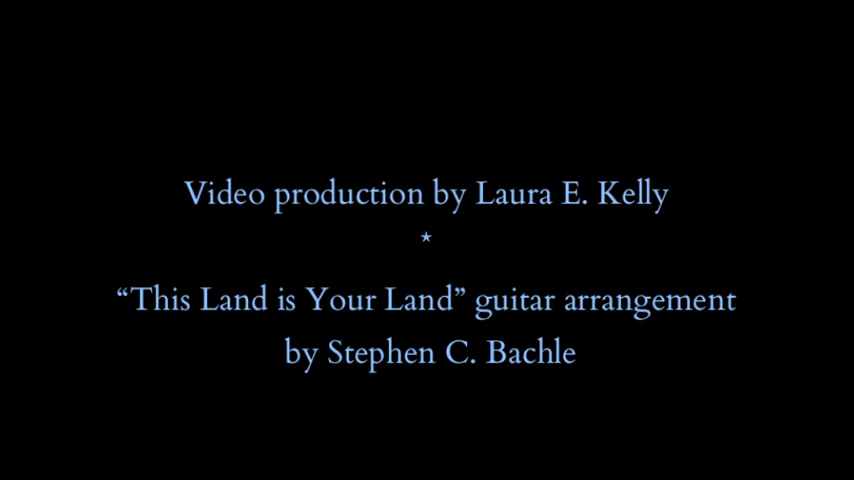 Video production by Laura E. Kelly
*
“This Land is Your Land” guitar arrangement
by Stephen C. Bachle